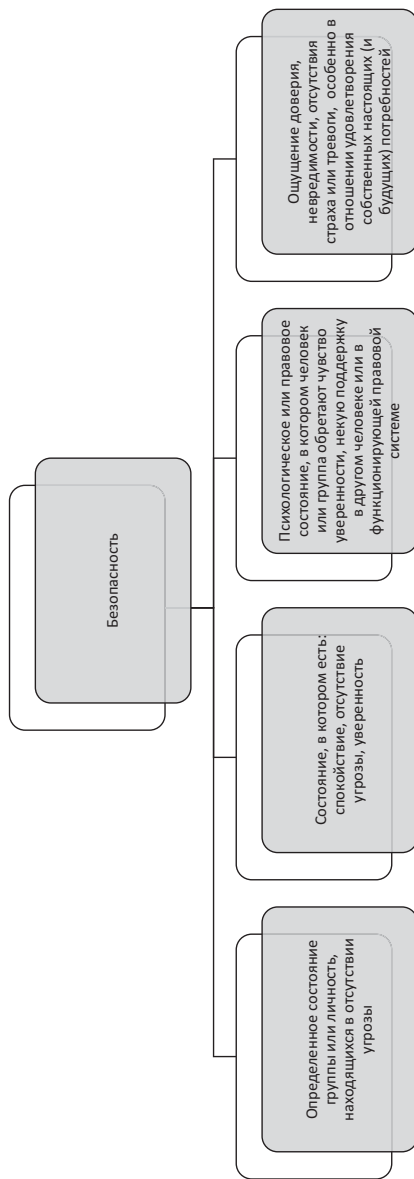 Безопасность
Определенное состояние
группы или личность,
находящихся в отсутствии
угрозы
Состояние, в котором есть:
спокойствие, отсутствие
угрозы, уверенность
Психологическое или правовое
состояние, в котором человек
или группа обретают чувство
уверенности, некую поддержку
в другом человеке или в
функционирующей правовой
системе
Ощущение доверия,
невредимости, отсутствия
страха или тревоги,  особенно в
отношении удовлетворения
собственных настоящих (и
будущих) потребностей